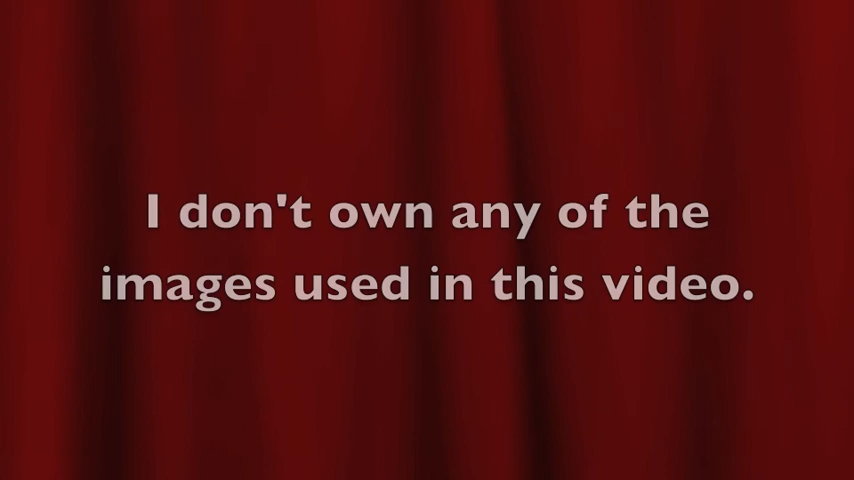 I don't own any of the
images used in this video.